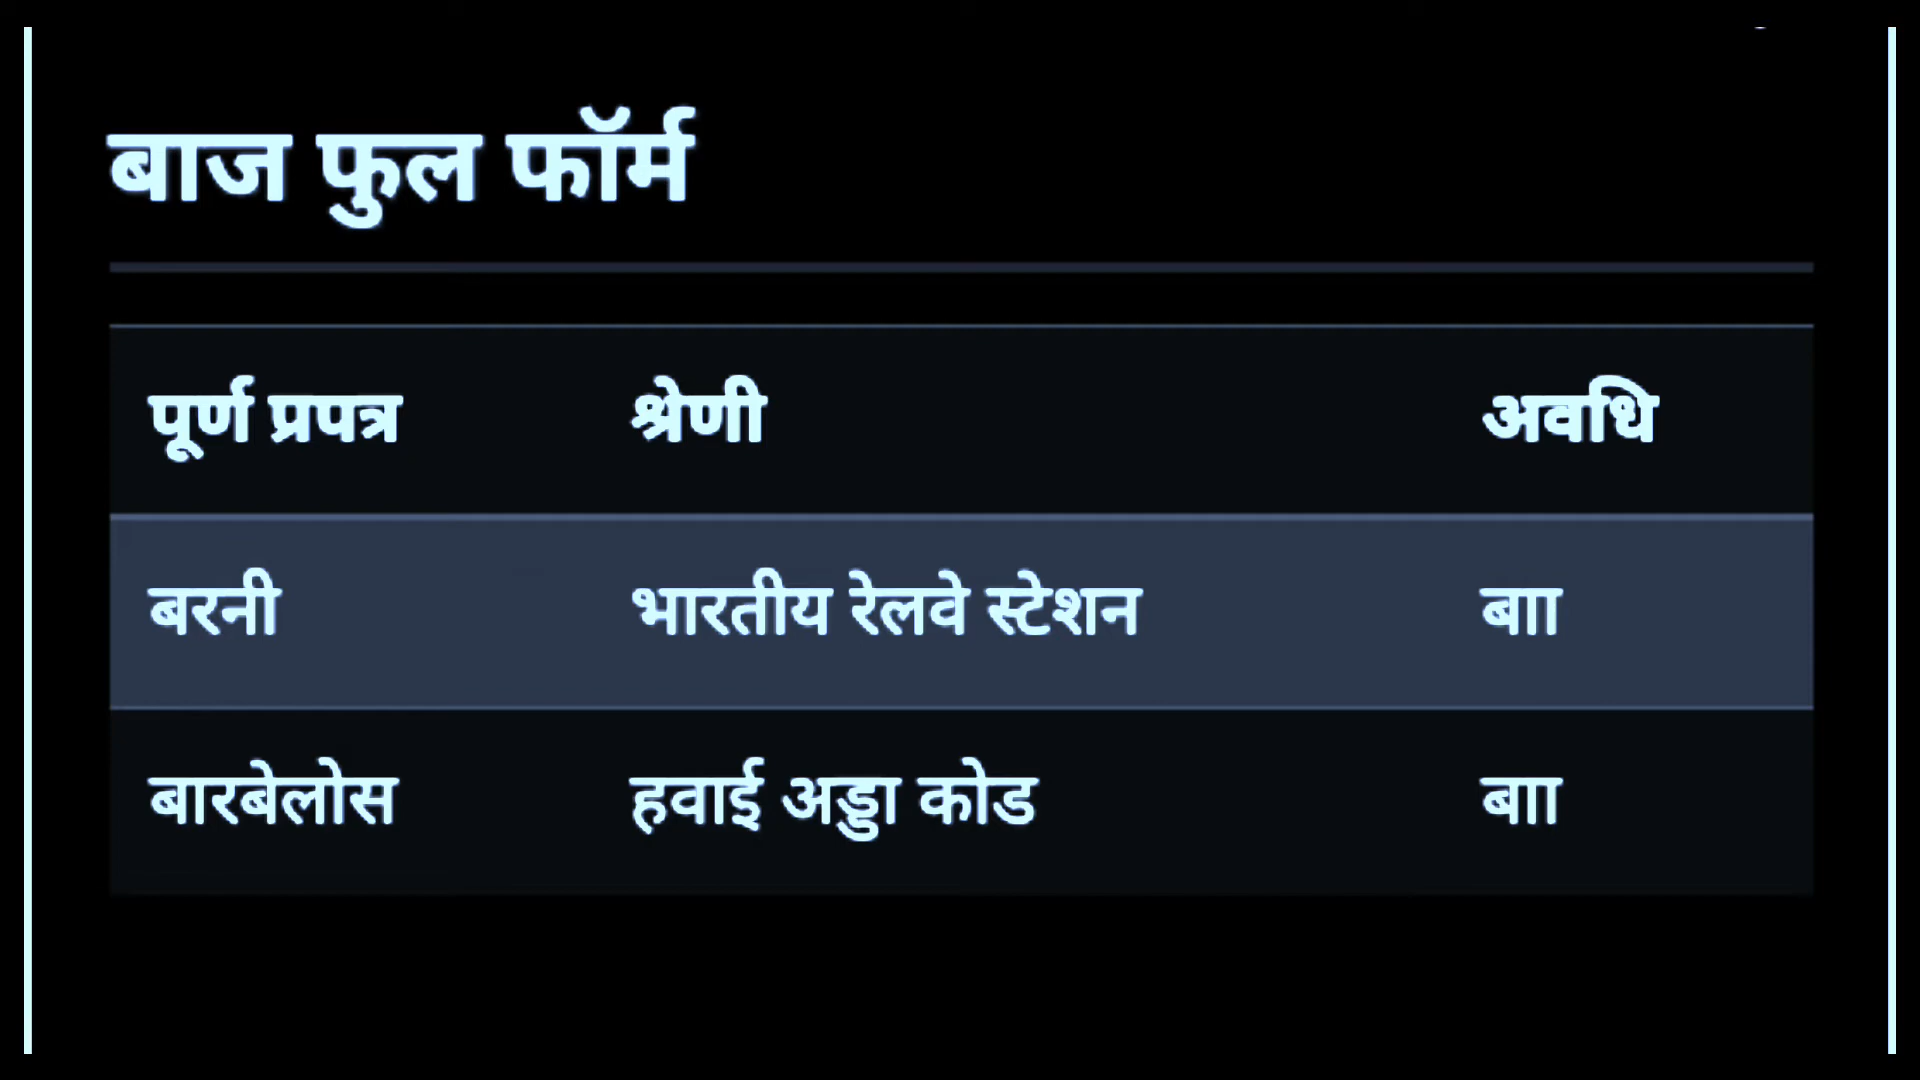 बाज फुल फॉर्म
पूर्ण प्रपत्र श्रेणी अवधि
बरनी भारतीय रेलवे स्टेशन बाा
बारबेलोस हवाई अड्डा कोड बाा